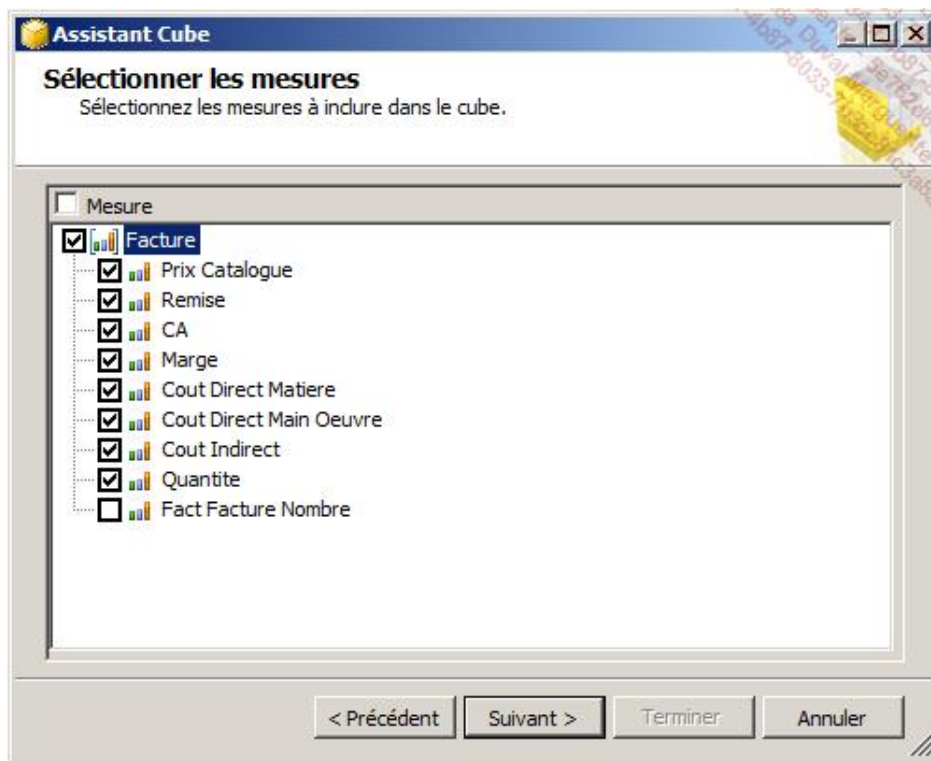 Assistant Cube
Sélectionner les mesures
Sélectionnez les mesures à inclure dans le cube.
Mesure
Facture
Prix Catalogue
Remise
CA
Marge
Cout Direct Matiere
Cout Direct Main Oeuvre
Cout Indirect
Quantite
Fact Facture Nombre
< Précédent
Suivant >
Terminer
Annuler